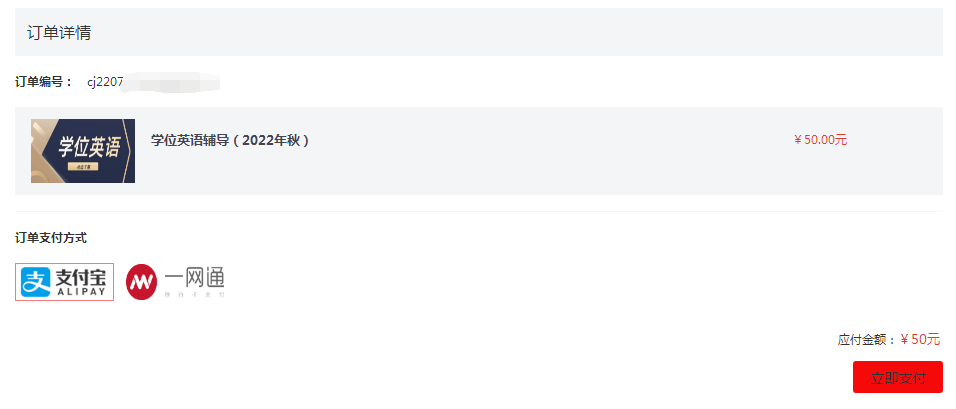 订单详情
订单编号： cj2207
学位英语
学位英语辅导（2022年秋） ￥50.00元
订单支付方式
支付宝
ALIPAY
一网通
应付金额：￥50元
立即支付